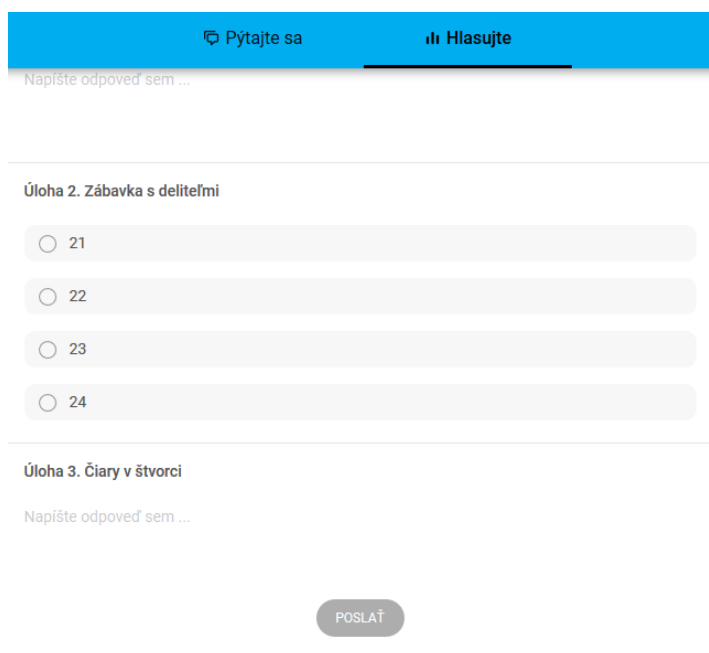 Pýtajte sa
Hlasujte
Napíšte odpoveď sem ...
Úloha 2. Zábavka s deliteľmi
21
22
23
24
Úloha 3. Čiary v štvorci
Napíšte odpoveď sem ...
POSLAŤ